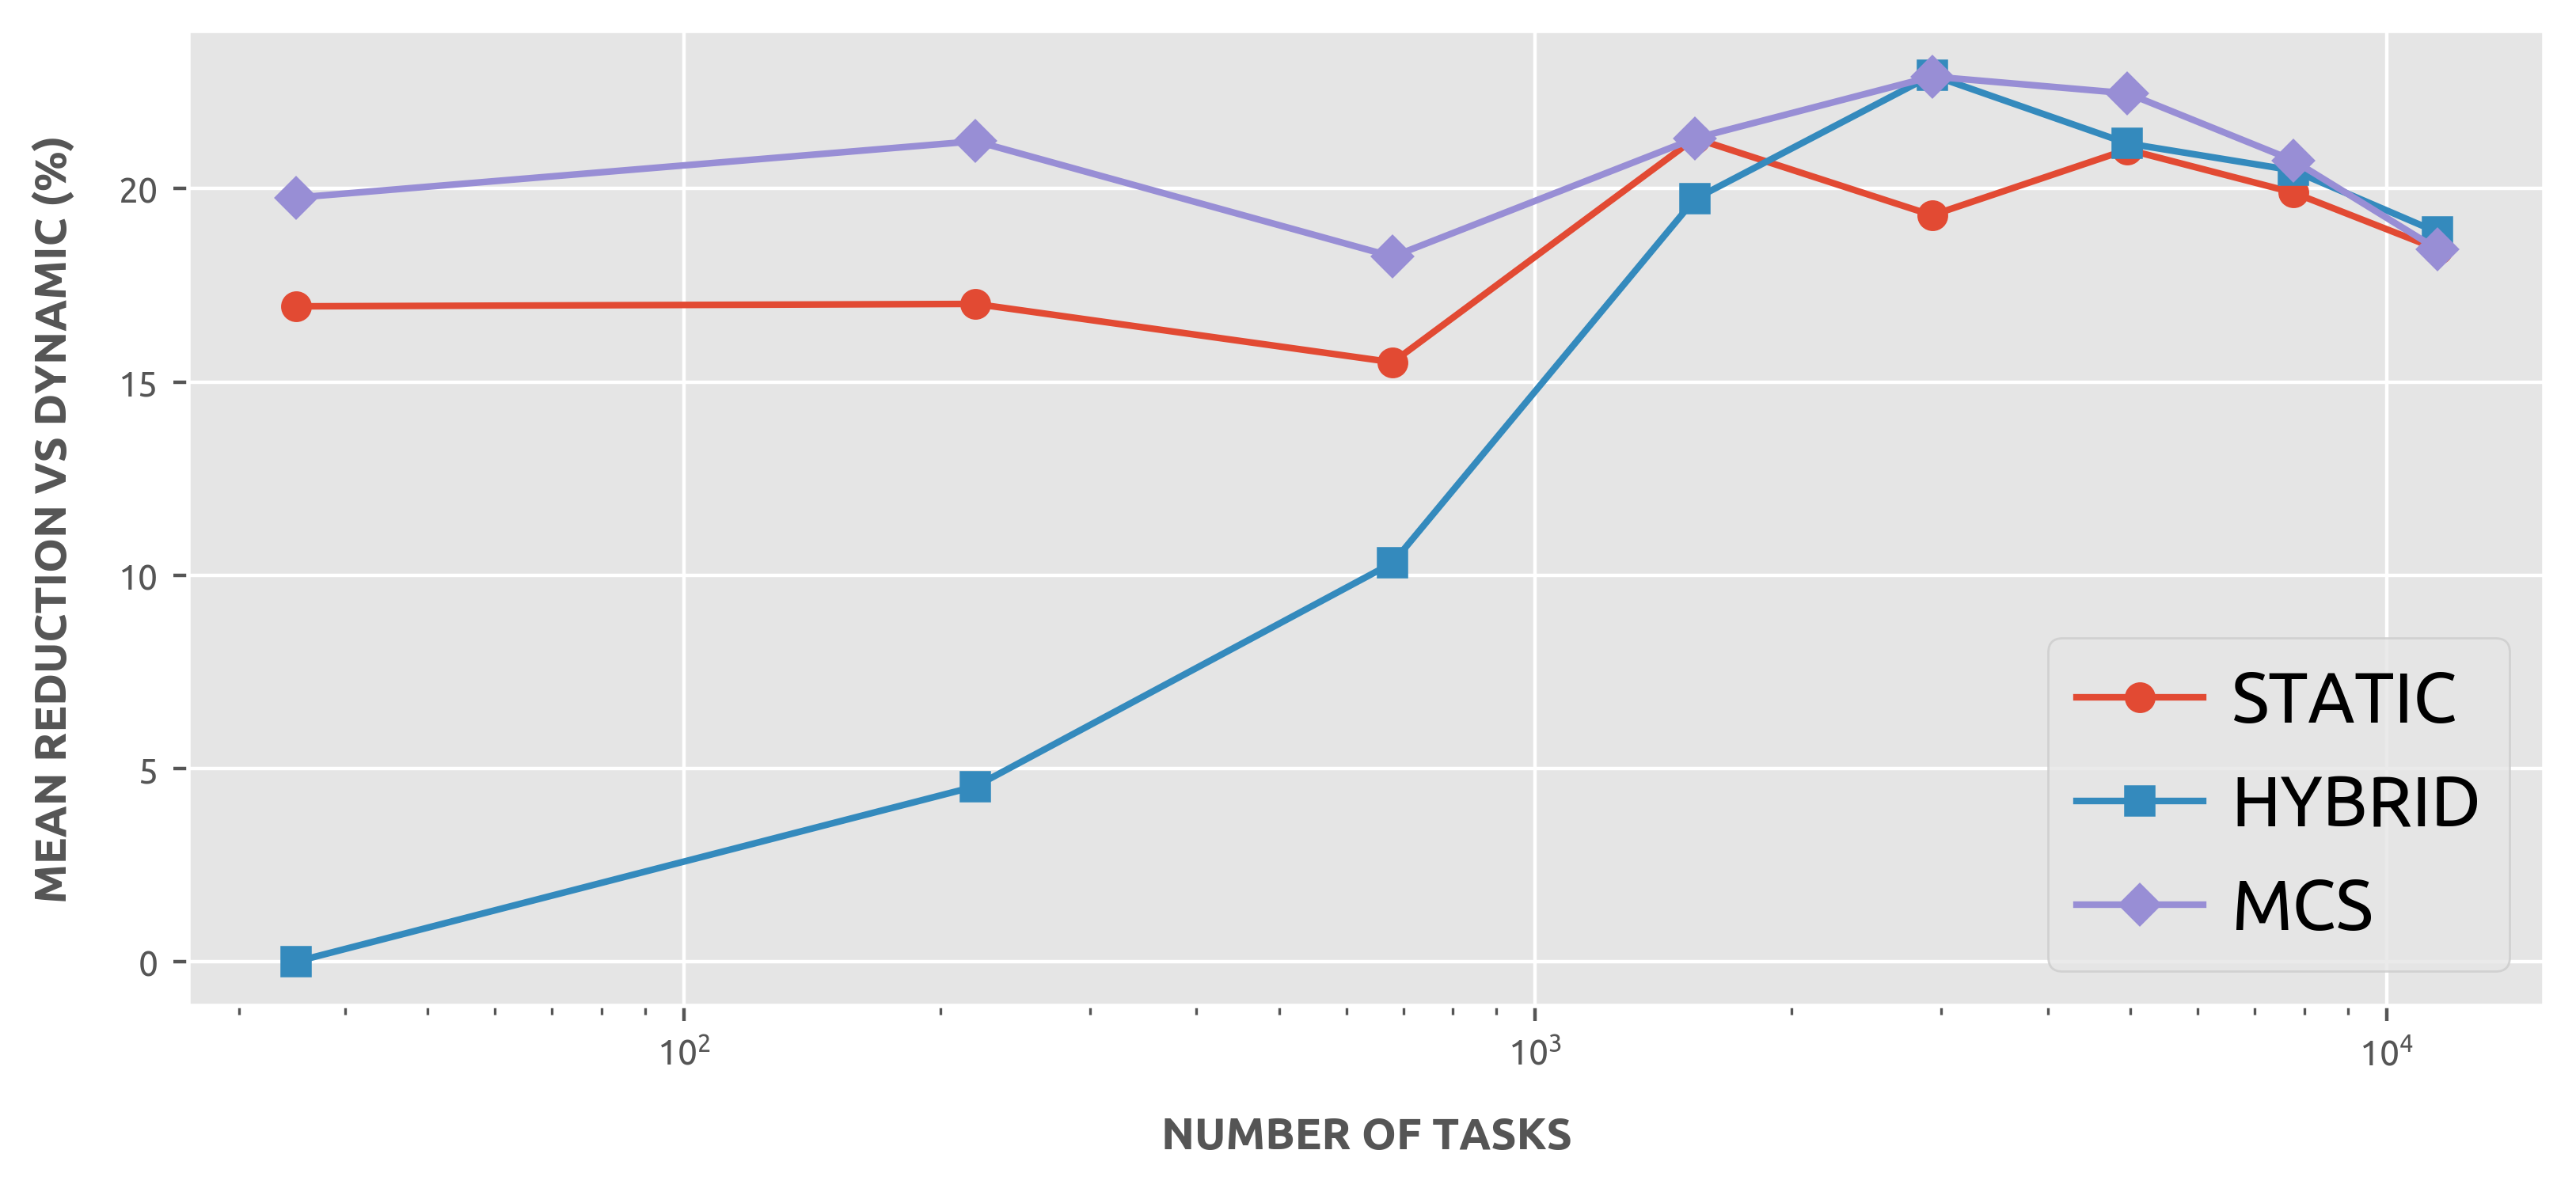 MEAN REDUCTION VS DYNAMIC (%)
20
15
10
5
0
STATIC
HYBRID
MCS
10²
10³
10⁴
NUMBER OF TASKS